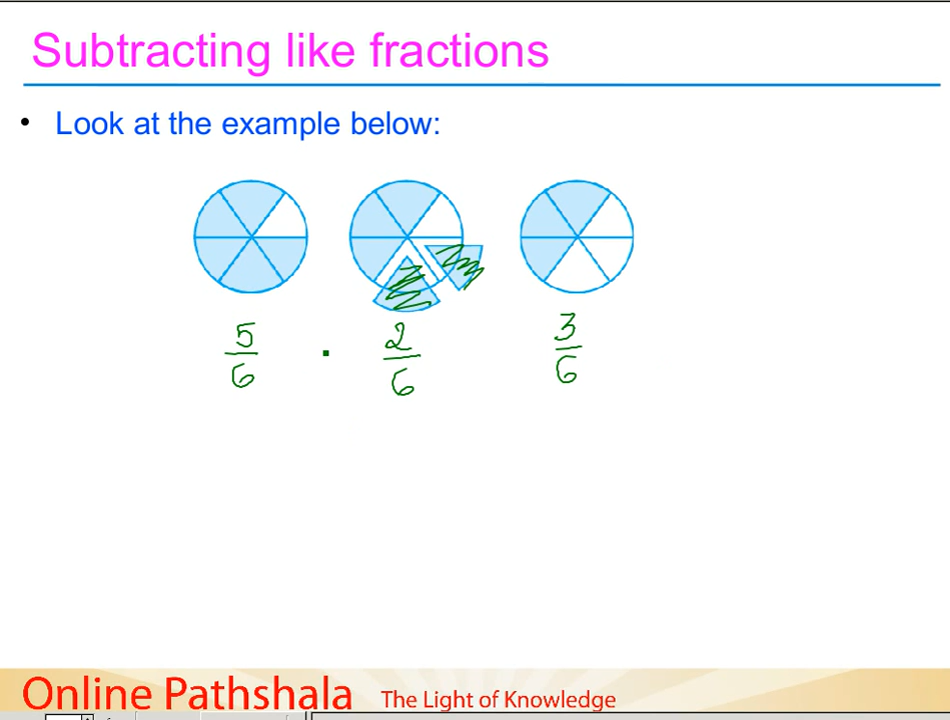 Subtracting like fractions
• Look at the example below:
5/6 . 2/6 3/6
Online Pathshala The Light of Knowledge